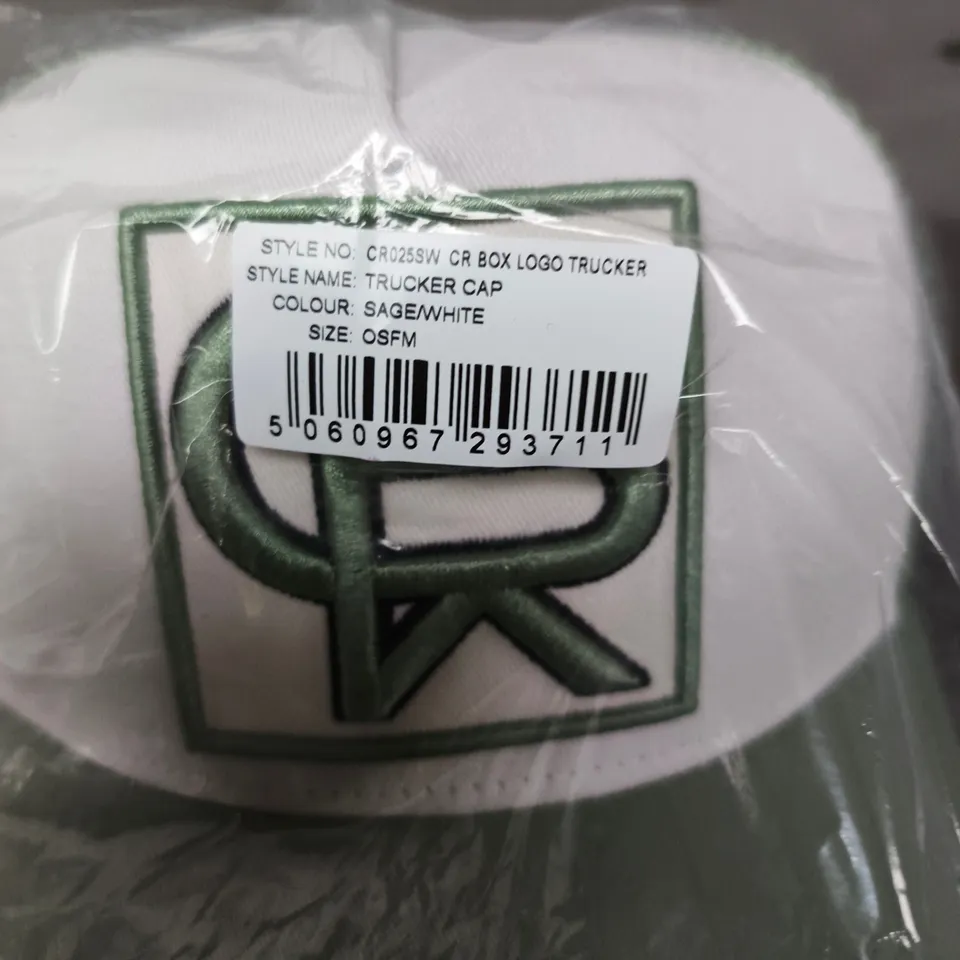 STYLE NO: CR025SW CR BOX LOGO TRUCKER
STYLE NAME: TRUCKER CAP
COLOUR: SAGE/WHITE
SIZE: OSFM
5 060967 293711
CR